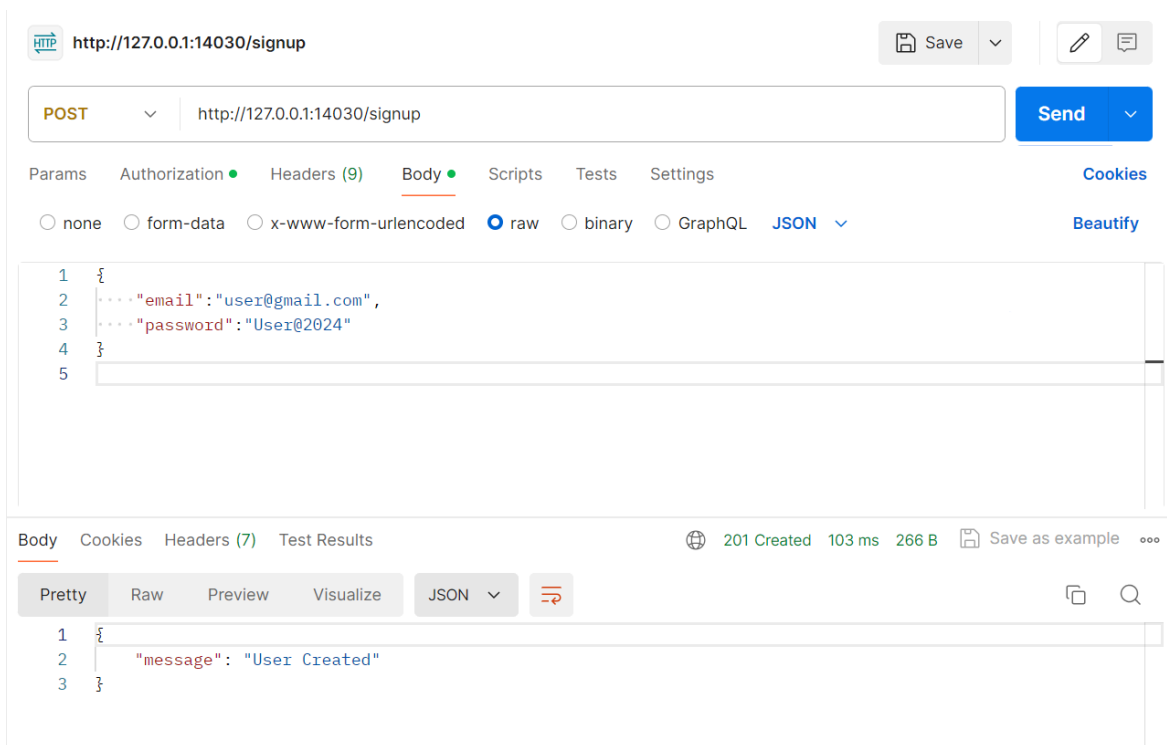 HTTP http://127.0.0.1:14030/signup Save
POST http://127.0.0.1:14030/signup Send
Params Authorization Headers (9) Body Scripts Tests Settings Cookies
none form-data x-www-form-urlencoded raw binary GraphQL JSON Beautify
1 {
2 "email":"user@gmail.com",
3 "password":"User@2024"
4 }
5
Body Cookies Headers (7) Test Results 201 Created 103 ms 266 B Save as example
Pretty Raw Preview Visualize JSON
1 {
2 "message": "User Created"
3 }